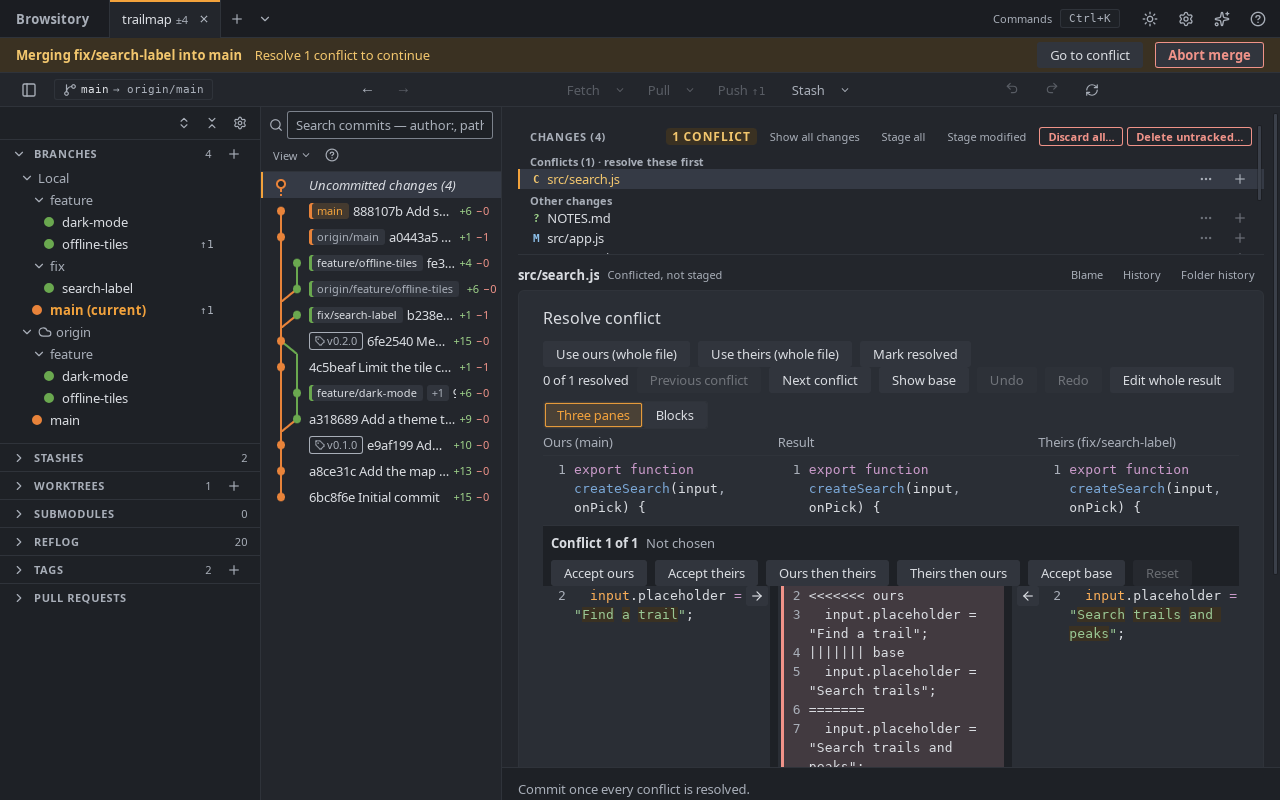 Browsitory
trailmap ±4
Commands Ctrl+K
Merging fix/search-label into main Resolve 1 conflict to continue
Go to conflict
Abort merge
main → origin/main
Fetch
Pull
Push ↑1
Stash
BRANCHES 4
Local
feature
dark-mode
offline-tiles ↑1
fix
search-label
main (current) ↑1
origin
feature
dark-mode
offline-tiles
main
STASHES 2
WORKTREES 1
SUBMODULES 0
REFLOG 20
TAGS 2
PULL REQUESTS
Search commits — author:, path
View
Uncommitted changes (4)
main 888107b Add s... +6 −0
origin/main a0443a5 ... +1 −1
feature/offline-tiles fe3... +4 −0
origin/feature/offline-tiles +6 −0
fix/search-label b238e... +1 −1
v0.2.0 6fe2540 Me... +15 −0
4c5beaf Limit the tile c... +1 −1
feature/dark-mode +1 +6 −0
a318689 Add a theme t... +9 −0
v0.1.0 e9af199 Ad... +10 −0
a8ce31c Add the map ... +13 −0
6bc8f6e Initial commit +15 −0
CHANGES (4) 1 CONFLICT Show all changes Stage all Stage modified Discard all... Delete untracked...
Conflicts (1) · resolve these first
C src/search.js
Other changes
? NOTES.md
M src/app.js
src/search.js Conflicted, not staged
Blame History Folder history
Resolve conflict
Use ours (whole file) Use theirs (whole file) Mark resolved
0 of 1 resolved Previous conflict Next conflict Show base Undo Redo Edit whole result
Three panes Blocks
Ours (main)
1 export function
createSearch(input,
onPick) {
Result
1 export function
createSearch(input,
onPick) {
Theirs (fix/search-label)
1 export function
createSearch(input,
onPick) {
Conflict 1 of 1 Not chosen
Accept ours Accept theirs Ours then theirs Theirs then ours Accept base Reset
2 input.placeholder =
"Find a trail";
2 <<<<<<< ours
3 input.placeholder =
"Find a trail";
4 ||||||| base
5 input.placeholder =
"Search trails";
6 =======
7 input.placeholder =
"Search trails and
peaks";
2 input.placeholder =
"Search trails and
peaks";
Commit once every conflict is resolved.